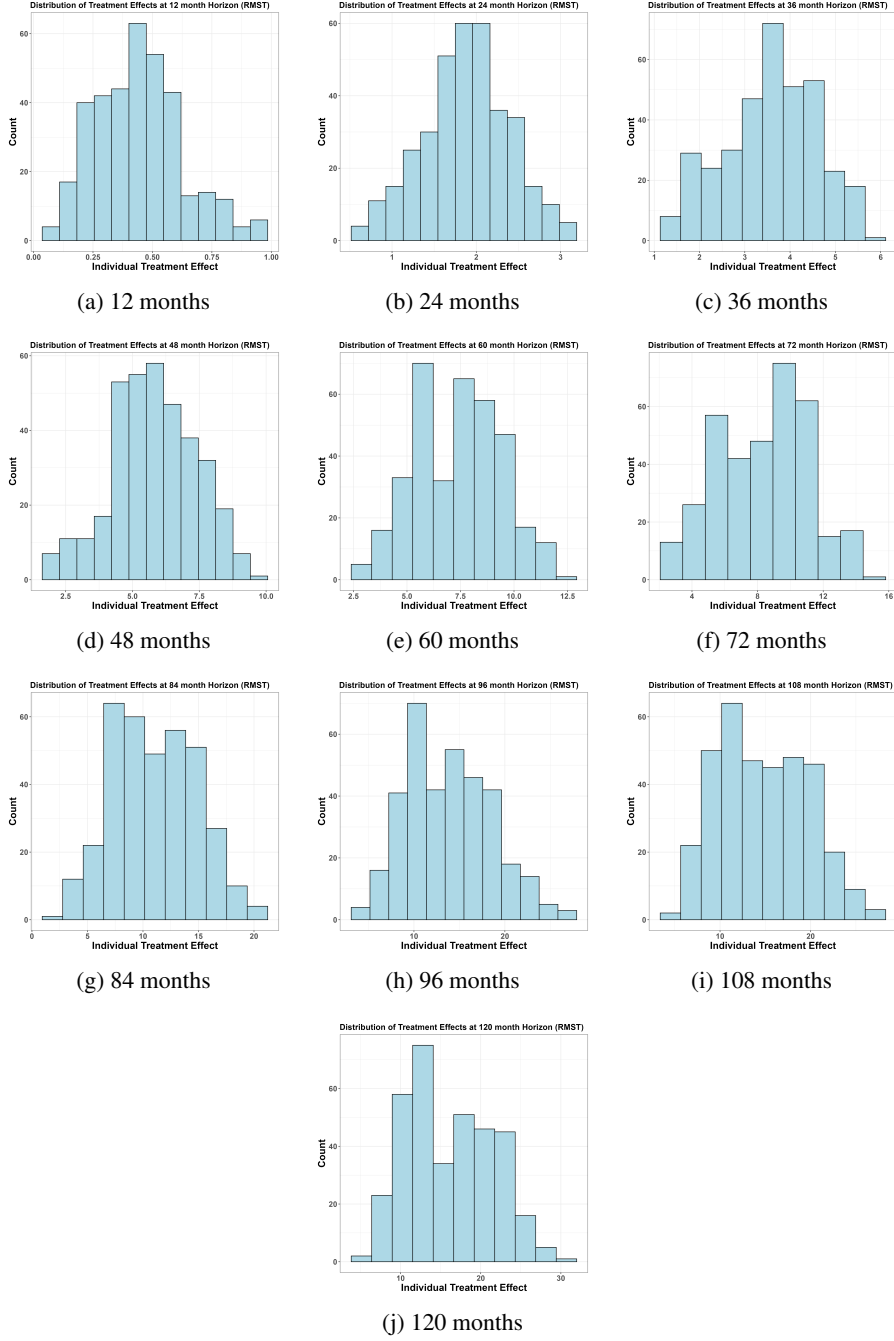 Distribution of Treatment Effects at 12 month Horizon (RMST)
Count
60
40
20
0
0.00 0.25 0.50 0.75 1.00
Individual Treatment Effect
(a) 12 months
Distribution of Treatment Effects at 24 month Horizon (RMST)
Count
60
40
20
0
1 2 3
Individual Treatment Effect
(b) 24 months
Distribution of Treatment Effects at 36 month Horizon (RMST)
Count
60
40
20
0
1 2 3 4 5 6
Individual Treatment Effect
(c) 36 months
Distribution of Treatment Effects at 48 month Horizon (RMST)
Count
60
40
20
0
2.5 5.0 7.5 10.0
Individual Treatment Effect
(d) 48 months
Distribution of Treatment Effects at 60 month Horizon (RMST)
Count
60
40
20
0
2.5 5.0 7.5 10.0 12.5
Individual Treatment Effect
(e) 60 months
Distribution of Treatment Effects at 72 month Horizon (RMST)
Count
60
40
20
0
4 8 12 16
Individual Treatment Effect
(f) 72 months
Distribution of Treatment Effects at 84 month Horizon (RMST)
Count
60
40
20
0
0 5 10 15 20
Individual Treatment Effect
(g) 84 months
Distribution of Treatment Effects at 96 month Horizon (RMST)
Count
60
40
20
0
10 20
Individual Treatment Effect
(h) 96 months
Distribution of Treatment Effects at 108 month Horizon (RMST)
Count
60
40
20
0
10 20
Individual Treatment Effect
(i) 108 months
Distribution of Treatment Effects at 120 month Horizon (RMST)
Count
60
40
20
0
10 20 30
Individual Treatment Effect
(j) 120 months